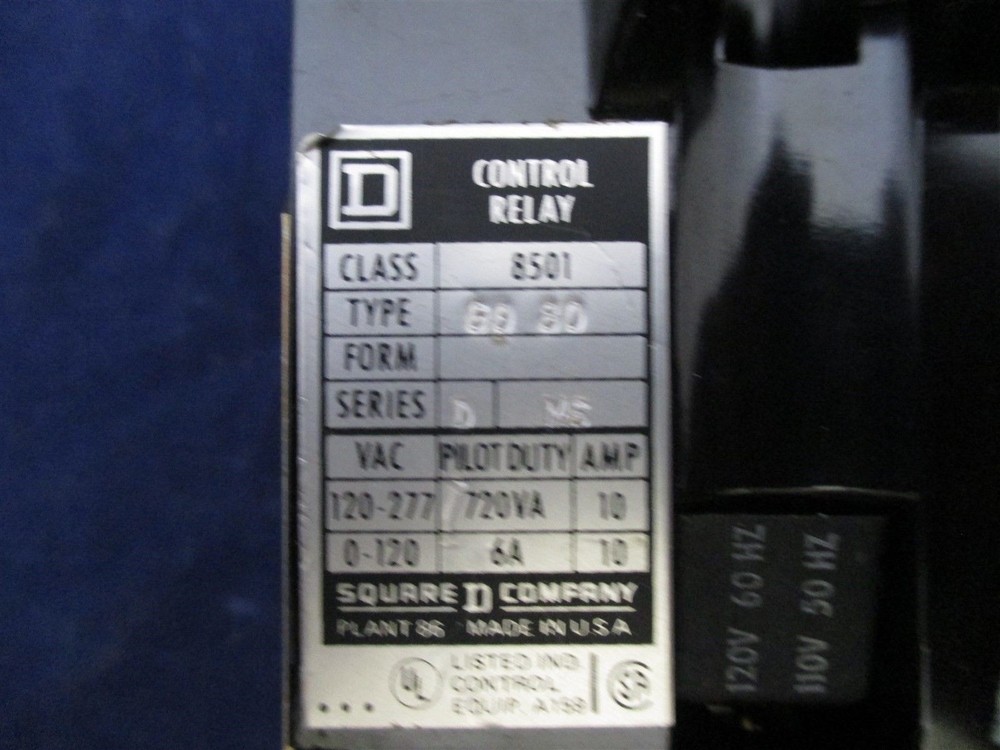 D CONTROL
RELAY
CLASS 8501
TYPE 80
FORM
SERIES D
VAC PILOT DUTY AMP
120-277 720VA 10
0-120 6A 10
SQUARE D COMPANY
PLANT 86 MADE IN U.S.A
UL LISTED IND.
CONTROL
EQUIP.
120V 60 HZ
110V 50 HZ